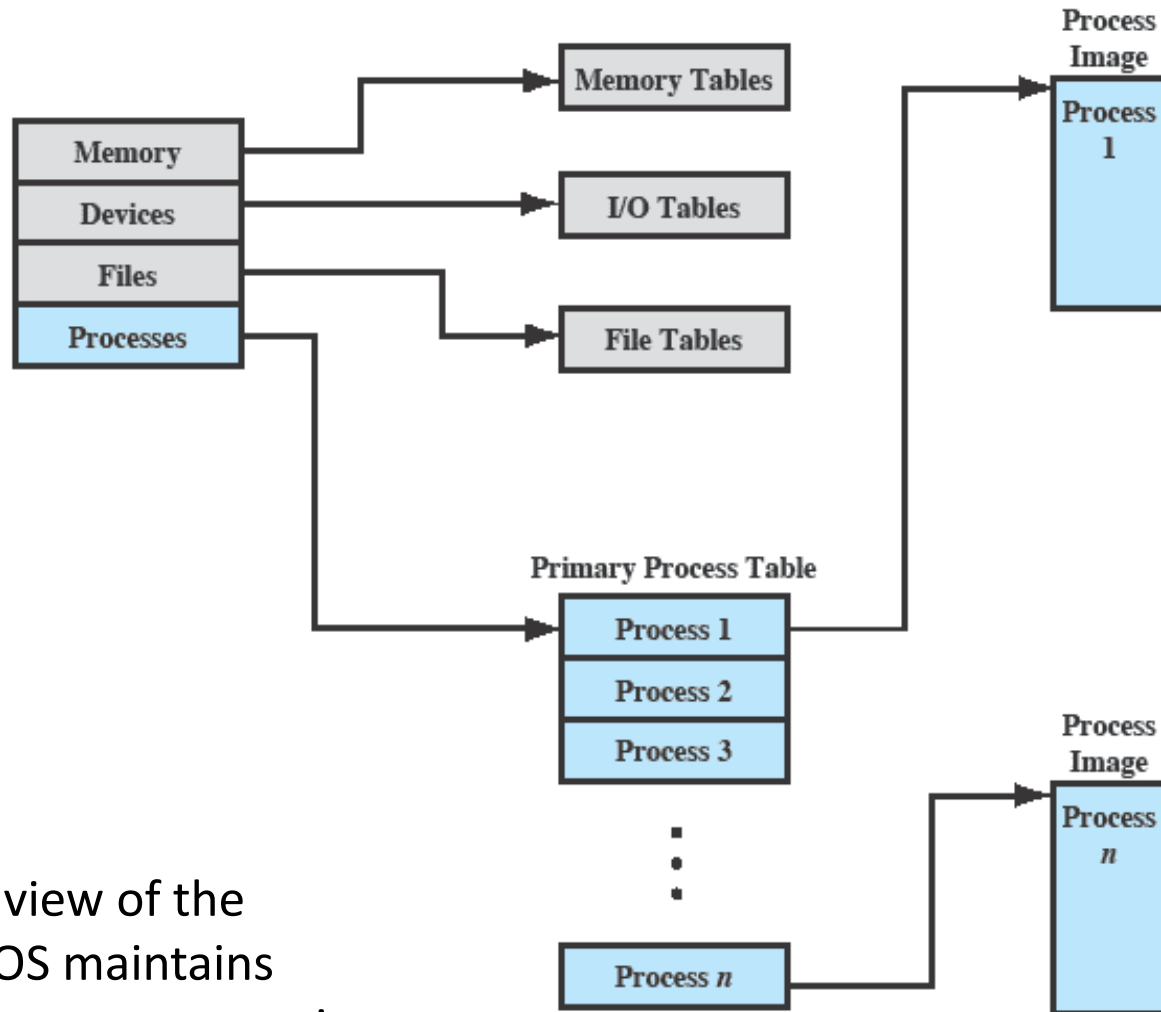 Process
Image
Process
1
Memory Tables
Memory
Devices
I/O Tables
Files
Processes
File Tables
Primary Process Table
Process 1
Process 2
Process 3
Process
Image
Process
n
view of the
OS maintains
Process n